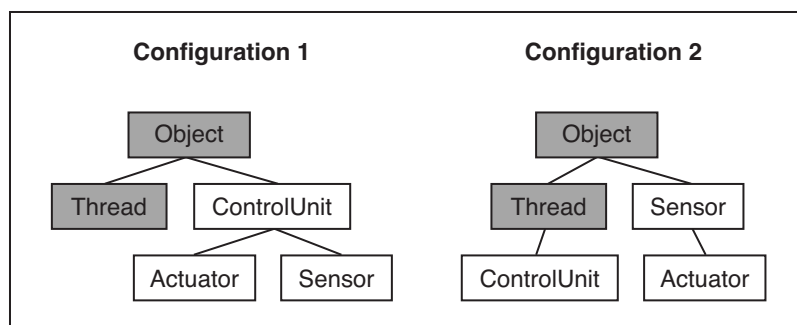 Configuration 1
Object
Thread
ControlUnit
Actuator
Sensor
Configuration 2
Object
Thread
Sensor
ControlUnit
Actuator